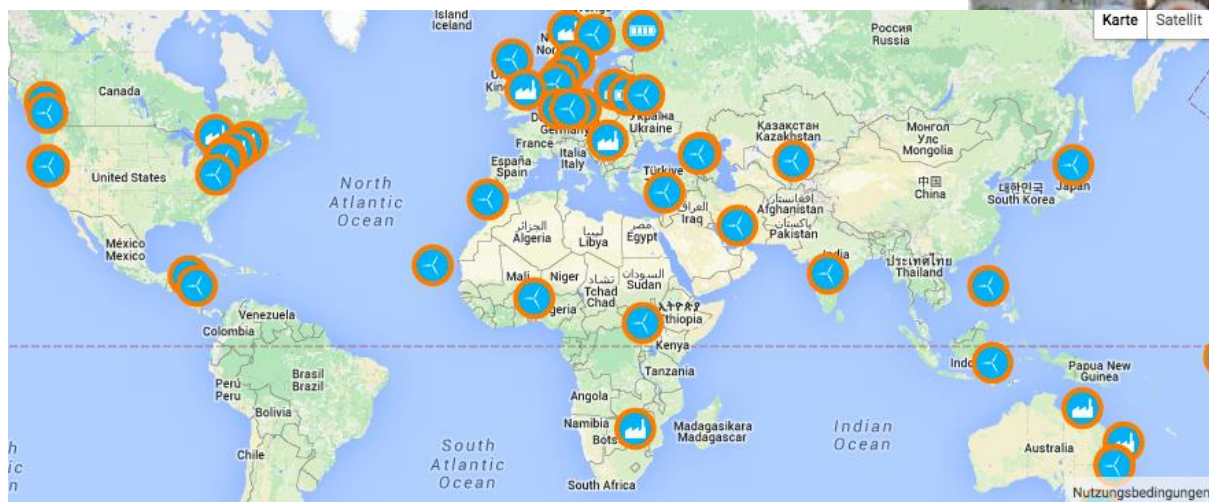 Island
Iceland
Norge
Россия
Russia
Karte
Satellit
Canada
United States
México
Mexico
North
Atlantic
Ocean
Україна
Ukraine
Germany
France
Italia
Italy
España
Spain
Türkiye
Қазақстан
Kazakhstan
Монгол
Улс
Mongolia
中国
China
대한민국
South Korea
Japan
افغانستان
Afghanistan
پاکستان
Pakistan
العراق
Iraq
الجزائر
Algeria
ليبيا
Libya
مصر
Egypt
Mali
Niger
تشاد
Tchad
Chad
السودان
Sudan
ኢትዮጵያ
Ethiopia
Kenya
Tanzania
India
ประเทศไทย
Thailand
Venezuela
Colombia
Perú
Peru
Brasil
Brazil
Bolivia
Chile
Angola
Namibia
Madagasikara
Madagascar
South Africa
South
Atlantic
Ocean
Indian
Ocean
Papua New
Guinea
Australia
Nutzungsbedingungen